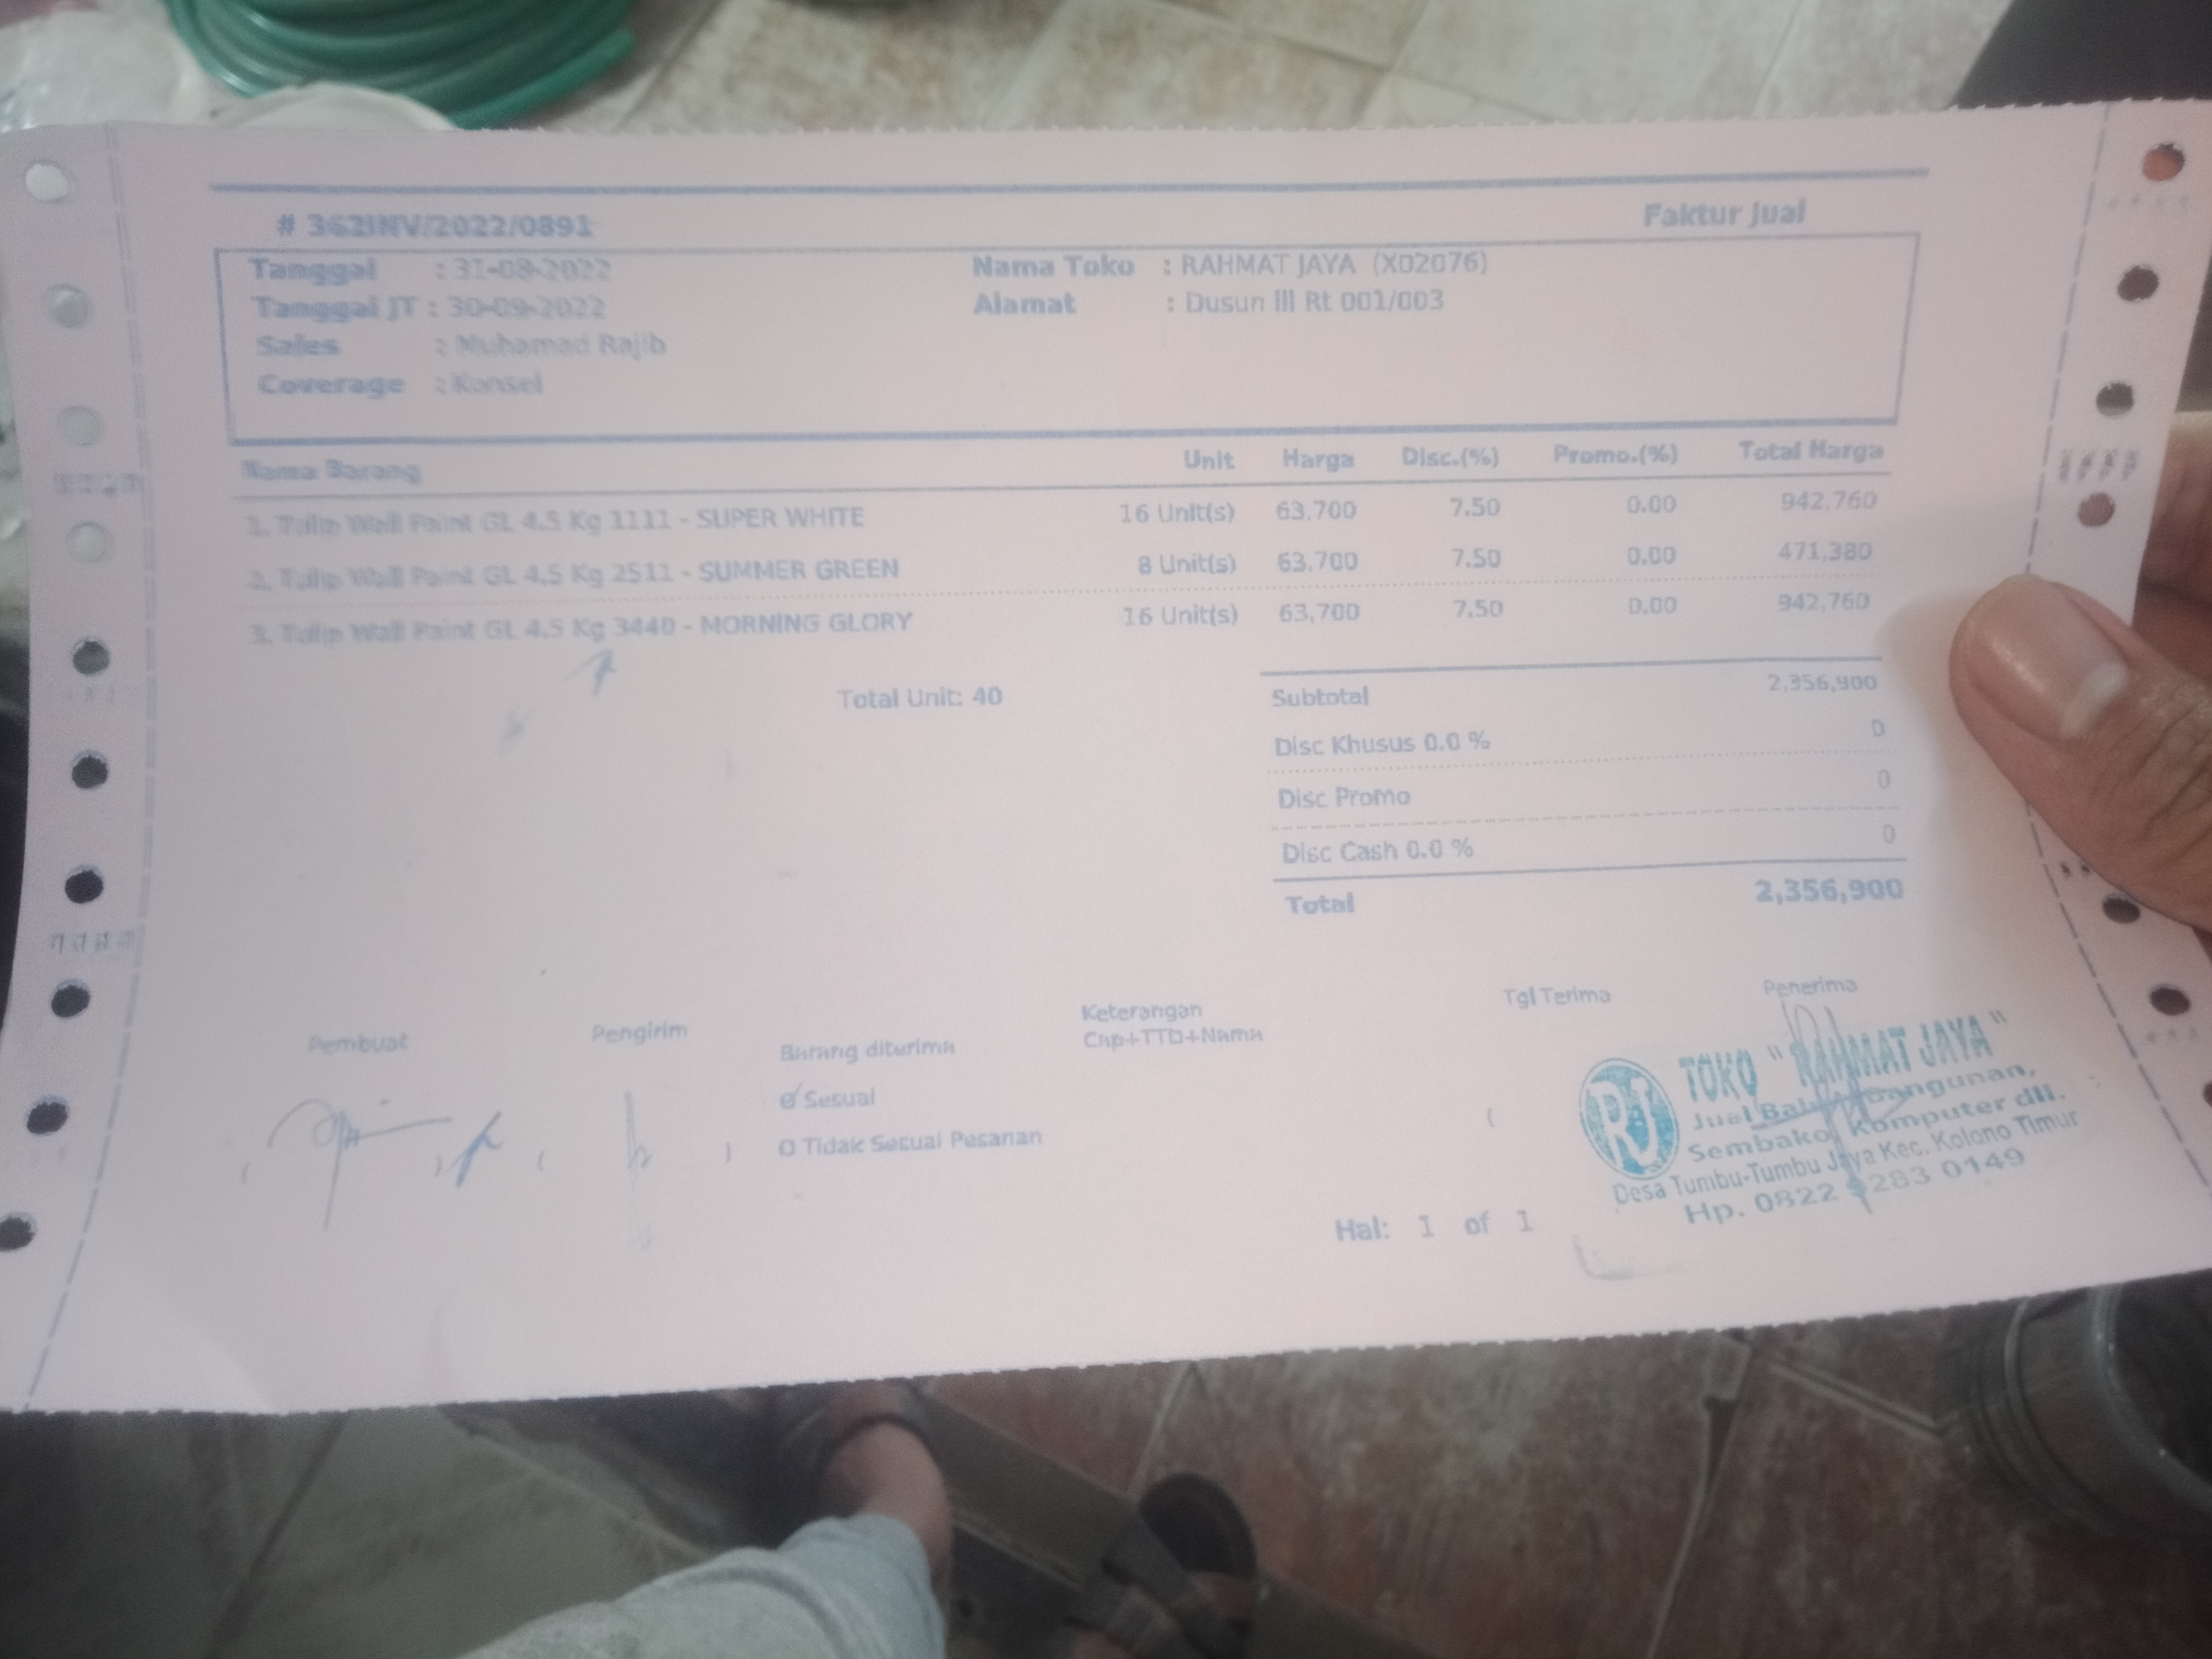 # 362INV/2022/0891
Faktur Jual
Tanggal : 31-08-2022
Tanggal JT : 30-09-2022
Sales : Muhamad Rajib
Coverage : Konsel
Nama Toko : RAHMAT JAYA (X02076)
Alamat : Dusun III Rt 001/003
Nama Barang Unit Harga Disc.(%) Promo.(%) Total Harga
1. Tulip Wall Paint GL 4.5 Kg 1111 - SUPER WHITE 16 Unit(s) 63,700 7.50 0.00 942,760
2. Tulip Wall Paint GL 4.5 Kg 2511 - SUMMER GREEN 8 Unit(s) 63,700 7.50 0.00 471,380
3. Tulip Wall Paint GL 4.5 Kg 3440 - MORNING GLORY 16 Unit(s) 63,700 7.50 0.00 942,760
Total Unit: 40
Subtotal 2,356,900
Disc Khusus 0.0 % 0
Disc Promo 0
Disc Cash 0.0 % 0
Total 2,356,900
Pembuat
Pengirim
Barang diterima
Sesuai
Tidak Sesuai Pesanan
Keterangan
Cap+TTD+Nama
Tgl Terima
Penerima
RJ
TOKO "RAHMAT JAYA"
Jual Bahan Bangunan,
Sembako, Komputer dll.
Desa Tumbu-Tumbu Jaya Kec. Kolono Timur
Hp. 0822 283 0149
Hal: 1 of 1